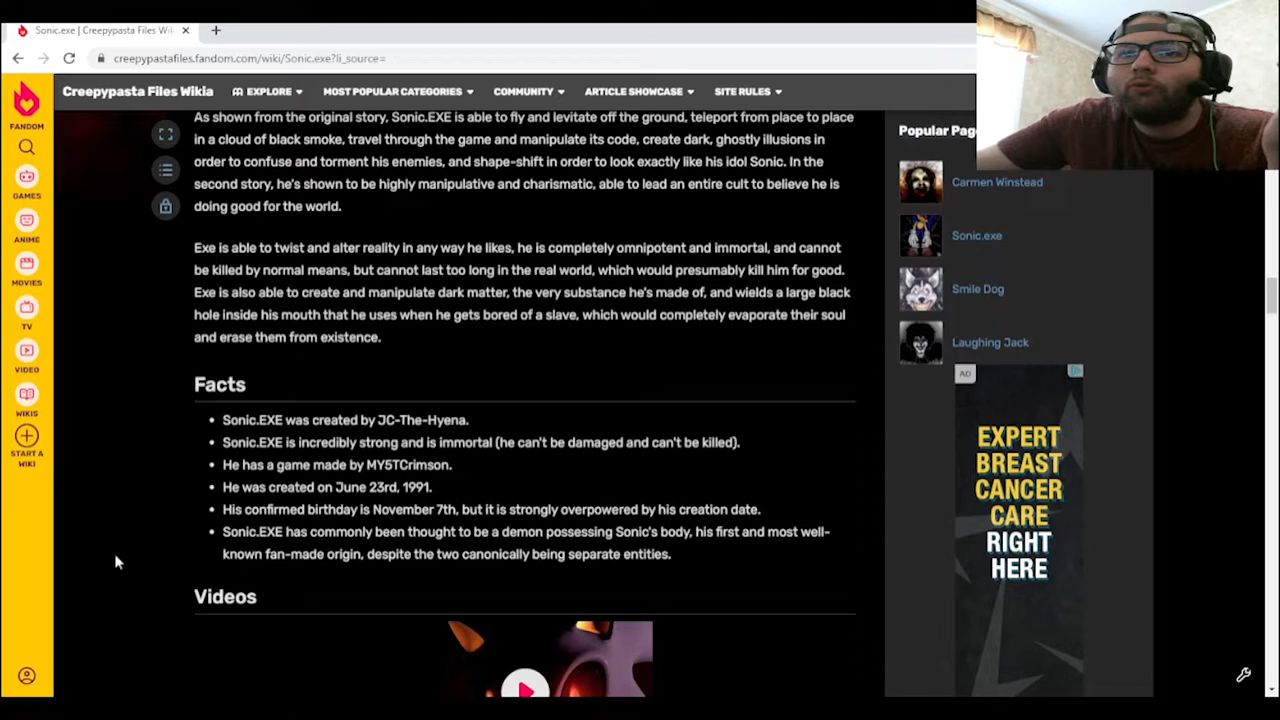 Sonic.exe | Creepypasta Files Wi
creepypastafiles.fandom.com/wiki/Sonic.exe?li_source=
FANDOM
GAMES
ANIME
MOVIES
TV
VIDEO
WIKIS
START A
WIKI
Creepypasta Files Wikia
EXPLORE
MOST POPULAR CATEGORIES
COMMUNITY
ARTICLE SHOWCASE
SITE RULES
As shown from the original story, Sonic.EXE is able to fly and levitate off the ground, teleport from place to place
in a cloud of black smoke, travel through the game and manipulate its code, create dark, ghostly illusions in
order to confuse and torment his enemies, and shape-shift in order to look exactly like his idol Sonic. In the
second story, he's shown to be highly manipulative and charismatic, able to lead an entire cult to believe he is
doing good for the world.
Exe is able to twist and alter reality in any way he likes, he is completely omnipotent and immortal, and cannot
be killed by normal means, but cannot last too long in the real world, which would presumably kill him for good.
Exe is also able to create and manipulate dark matter, the very substance he's made of, and wields a large black
hole inside his mouth that he uses when he gets bored of a slave, which would completely evaporate their soul
and erase them from existence.
Facts
• Sonic.EXE was created by JC-The-Hyena.
• Sonic.EXE is incredibly strong and is immortal (he can't be damaged and can't be killed).
• He has a game made by MY5TCrimson.
• He was created on June 23rd, 1991.
• His confirmed birthday is November 7th, but it is strongly overpowered by his creation date.
• Sonic.EXE has commonly been thought to be a demon possessing Sonic's body, his first and most well-
known fan-made origin, despite the two canonically being separate entities.
Videos
Carmen Winstead
Sonic.exe
Smile Dog
Laughing Jack
AD
EXPERT
BREAST
CANCER
CARE
RIGHT
HERE